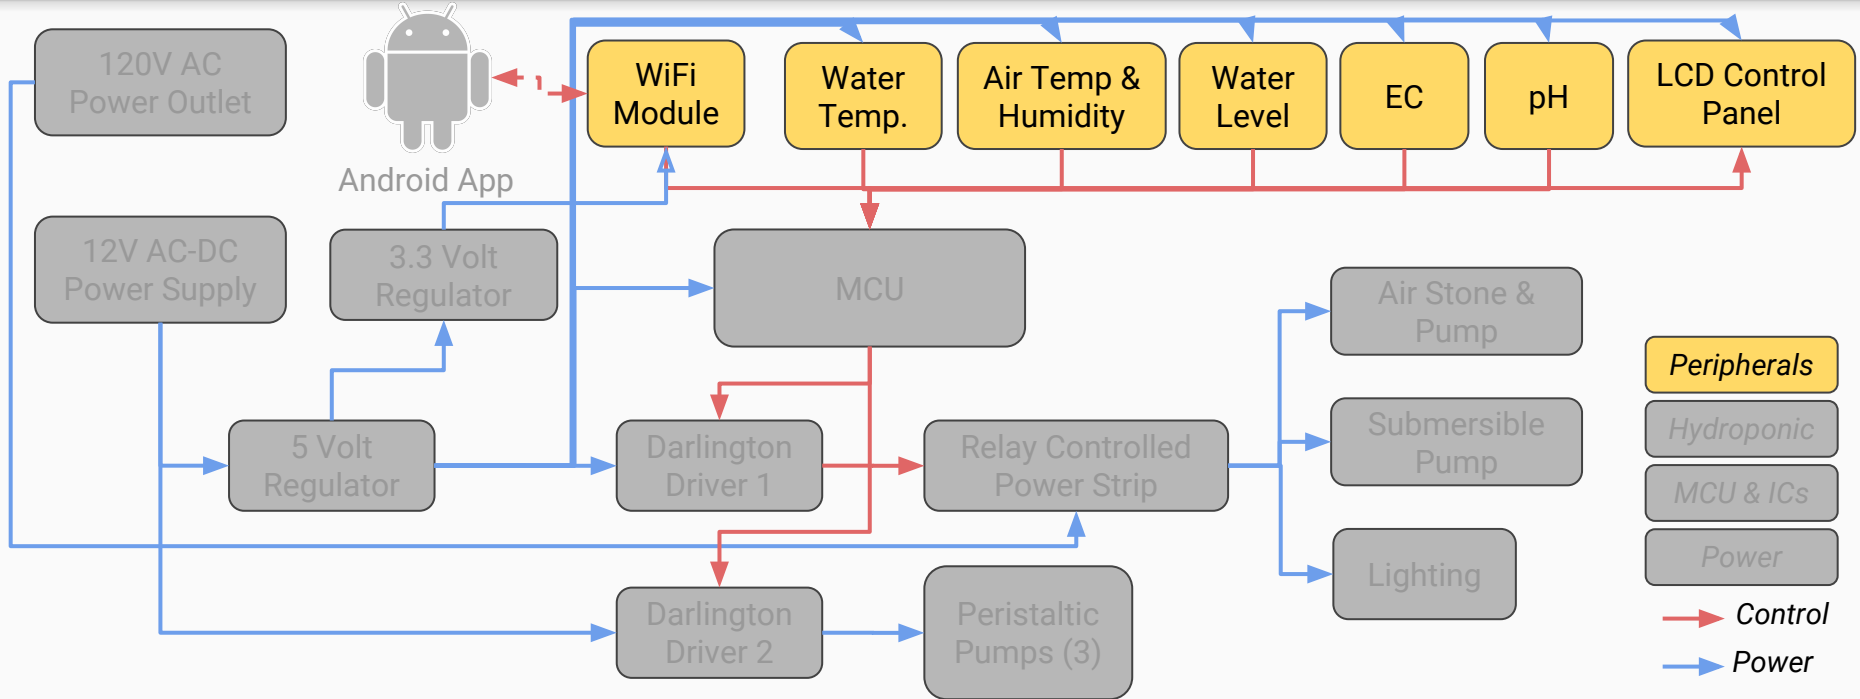 120V AC
Power Outlet
Android App
WiFi
Module
Water
Temp.
Air Temp &
Humidity
Water
Level
EC
pH
LCD Control
Panel
12V AC-DC
Power Supply
3.3 Volt
Regulator
MCU
Air Stone &
Pump
5 Volt
Regulator
Darlington
Driver 1
Relay Controlled
Power Strip
Submersible
Pump
Darlington
Driver 2
Peristaltic
Pumps (3)
Lighting
Peripherals
Hydroponic
MCU & ICs
Power
Control
Power